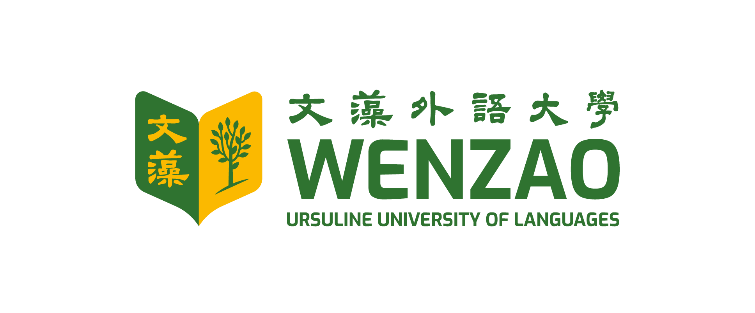 文藻
文藻外語大學
WENZAO
URSULINE UNIVERSITY OF LANGUAGES